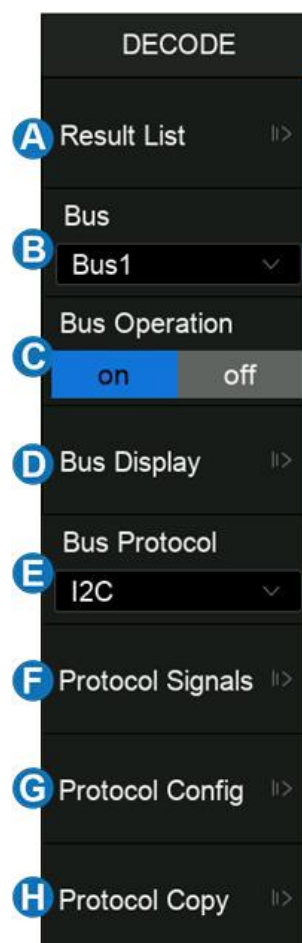 DECODE
A Result List
Bus
B Bus1
Bus Operation
C on off
D Bus Display
Bus Protocol
E I2C
F Protocol Signals
G Protocol Config
H Protocol Copy